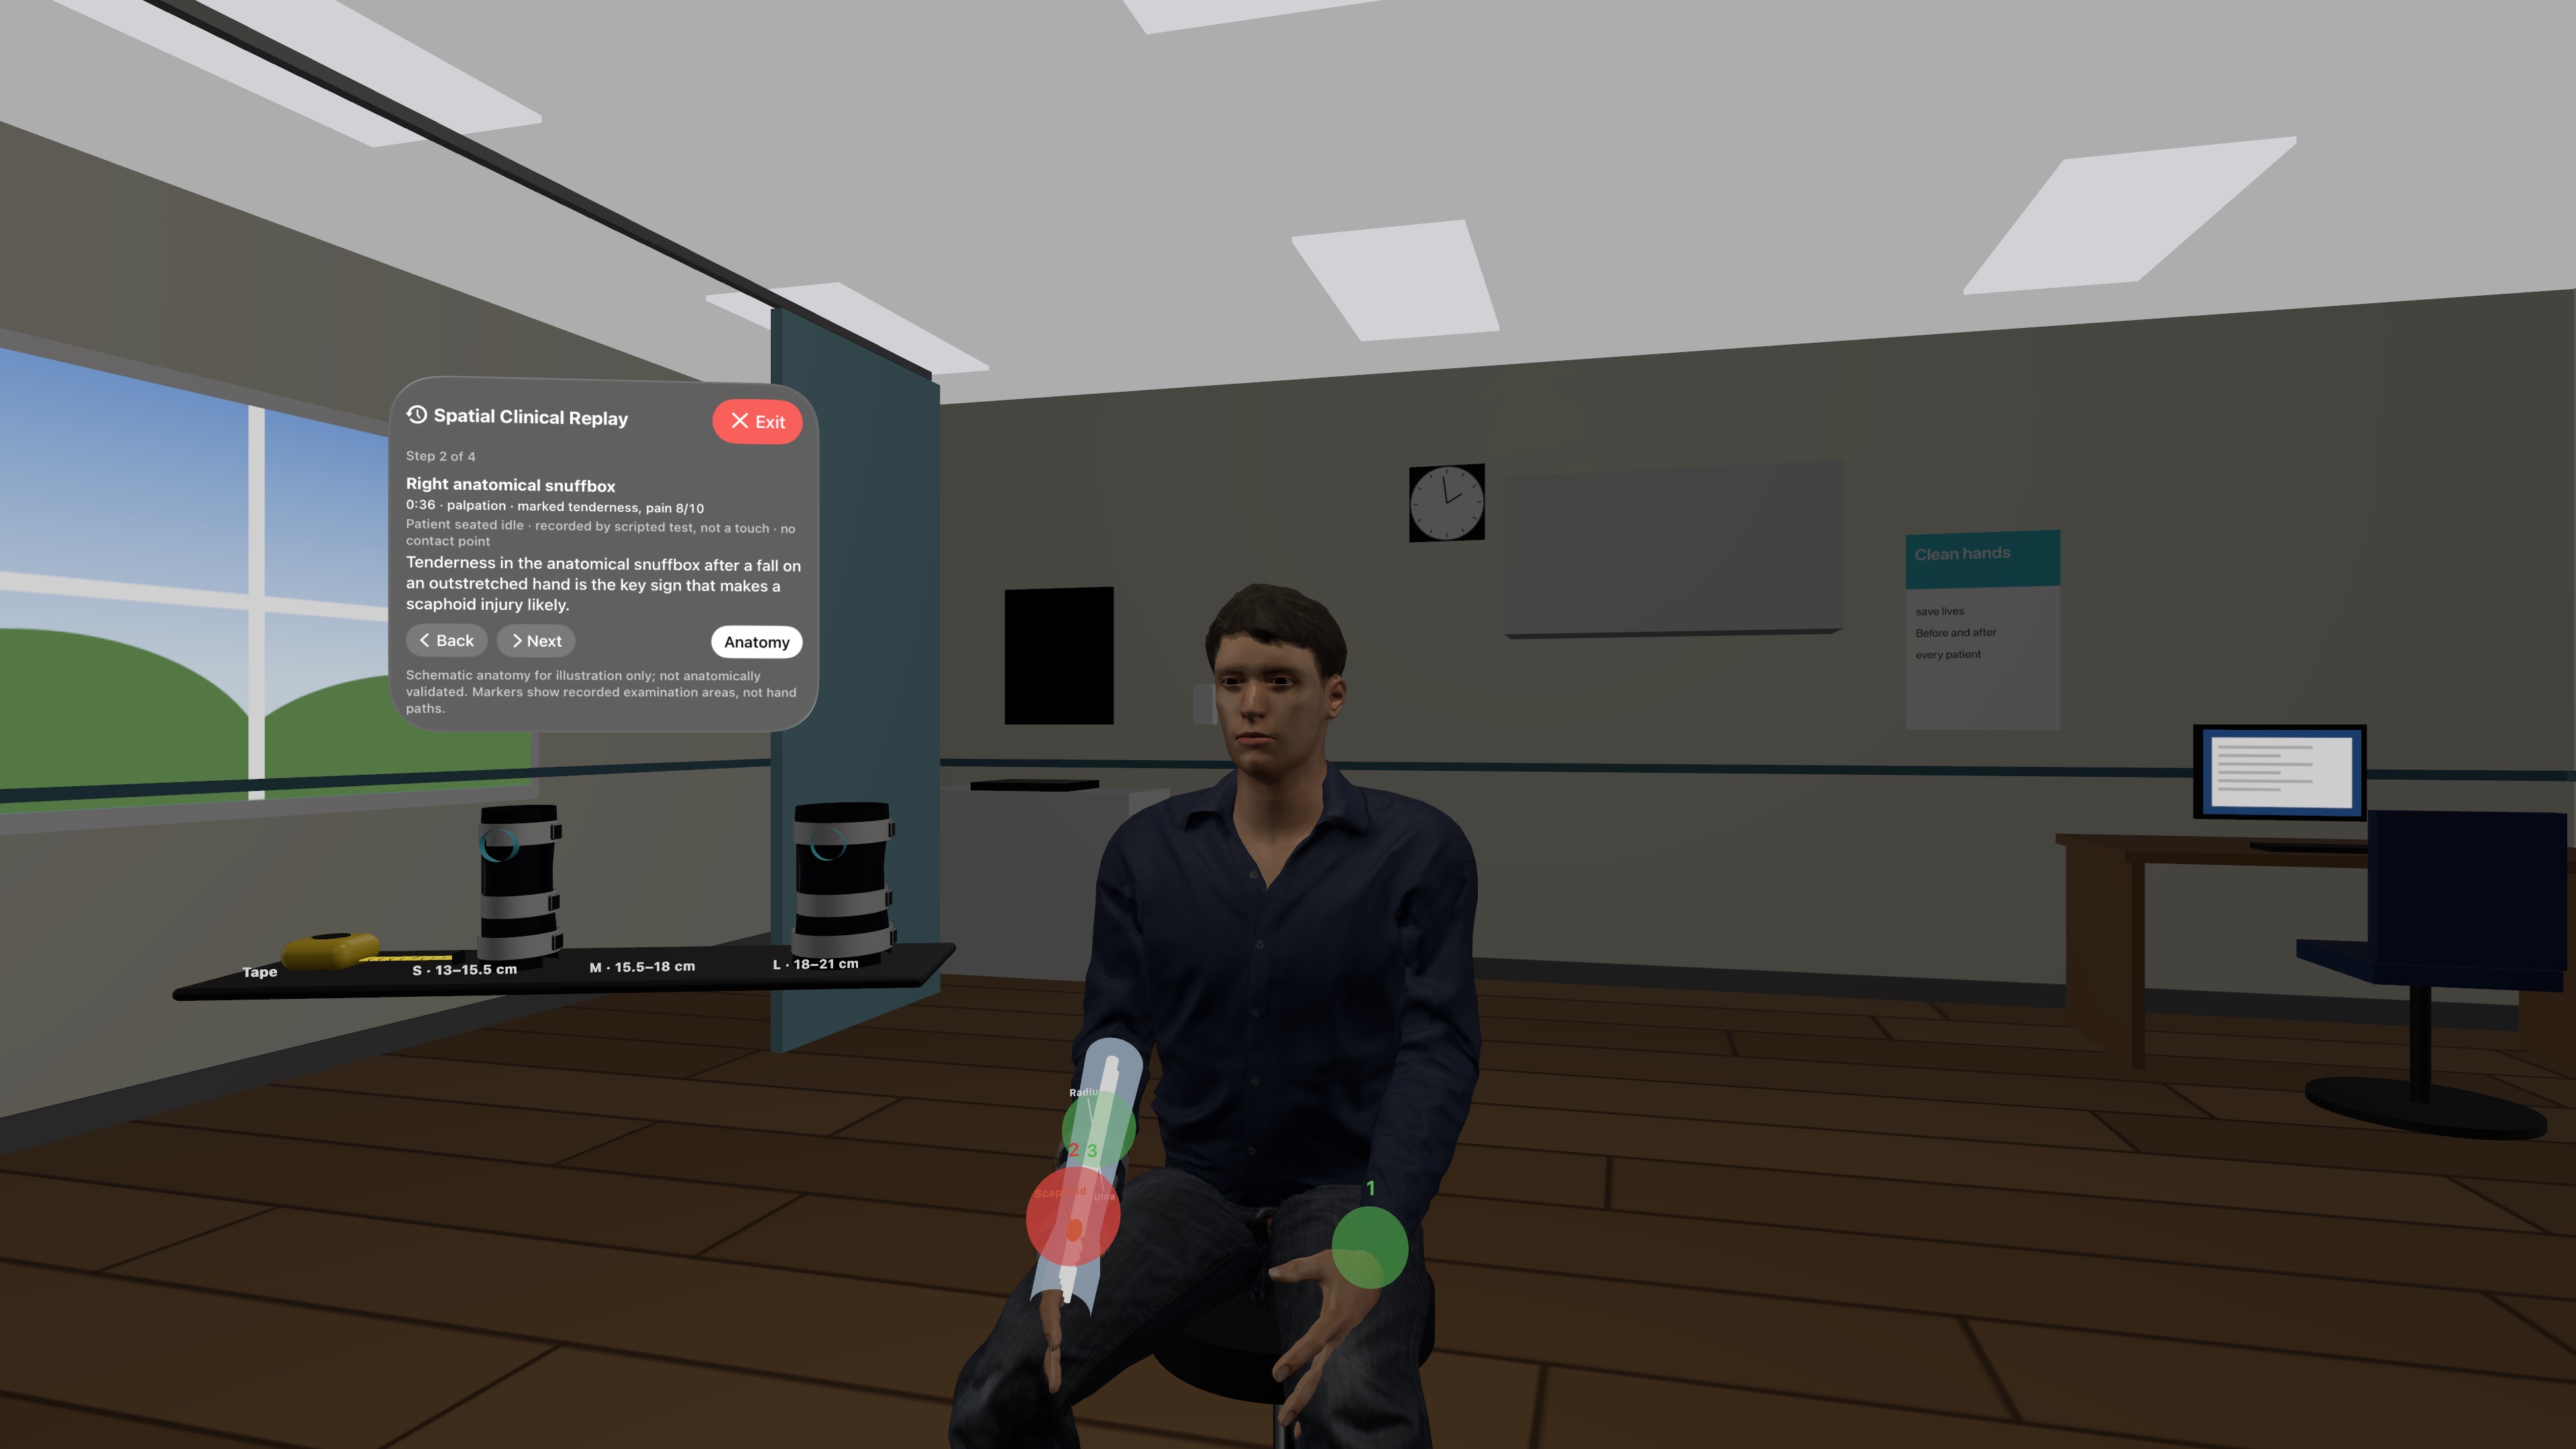 Spatial Clinical Replay
Exit
Step 2 of 4
Right anatomical snuffbox
0:36 · palpation · marked tenderness, pain 8/10
Patient seated idle · recorded by scripted test, not a touch · no
contact point
Tenderness in the anatomical snuffbox after a fall on
an outstretched hand is the key sign that makes a
scaphoid injury likely.
Back
Next
Anatomy
Schematic anatomy for illustration only; not anatomically
validated. Markers show recorded examination areas, not hand
paths.
Clean hands
save lives
Before and after
every patient
Tape
S · 13–15.5 cm
M · 15.5–18 cm
L · 18–21 cm
Radiu
2 3
Ulna
1